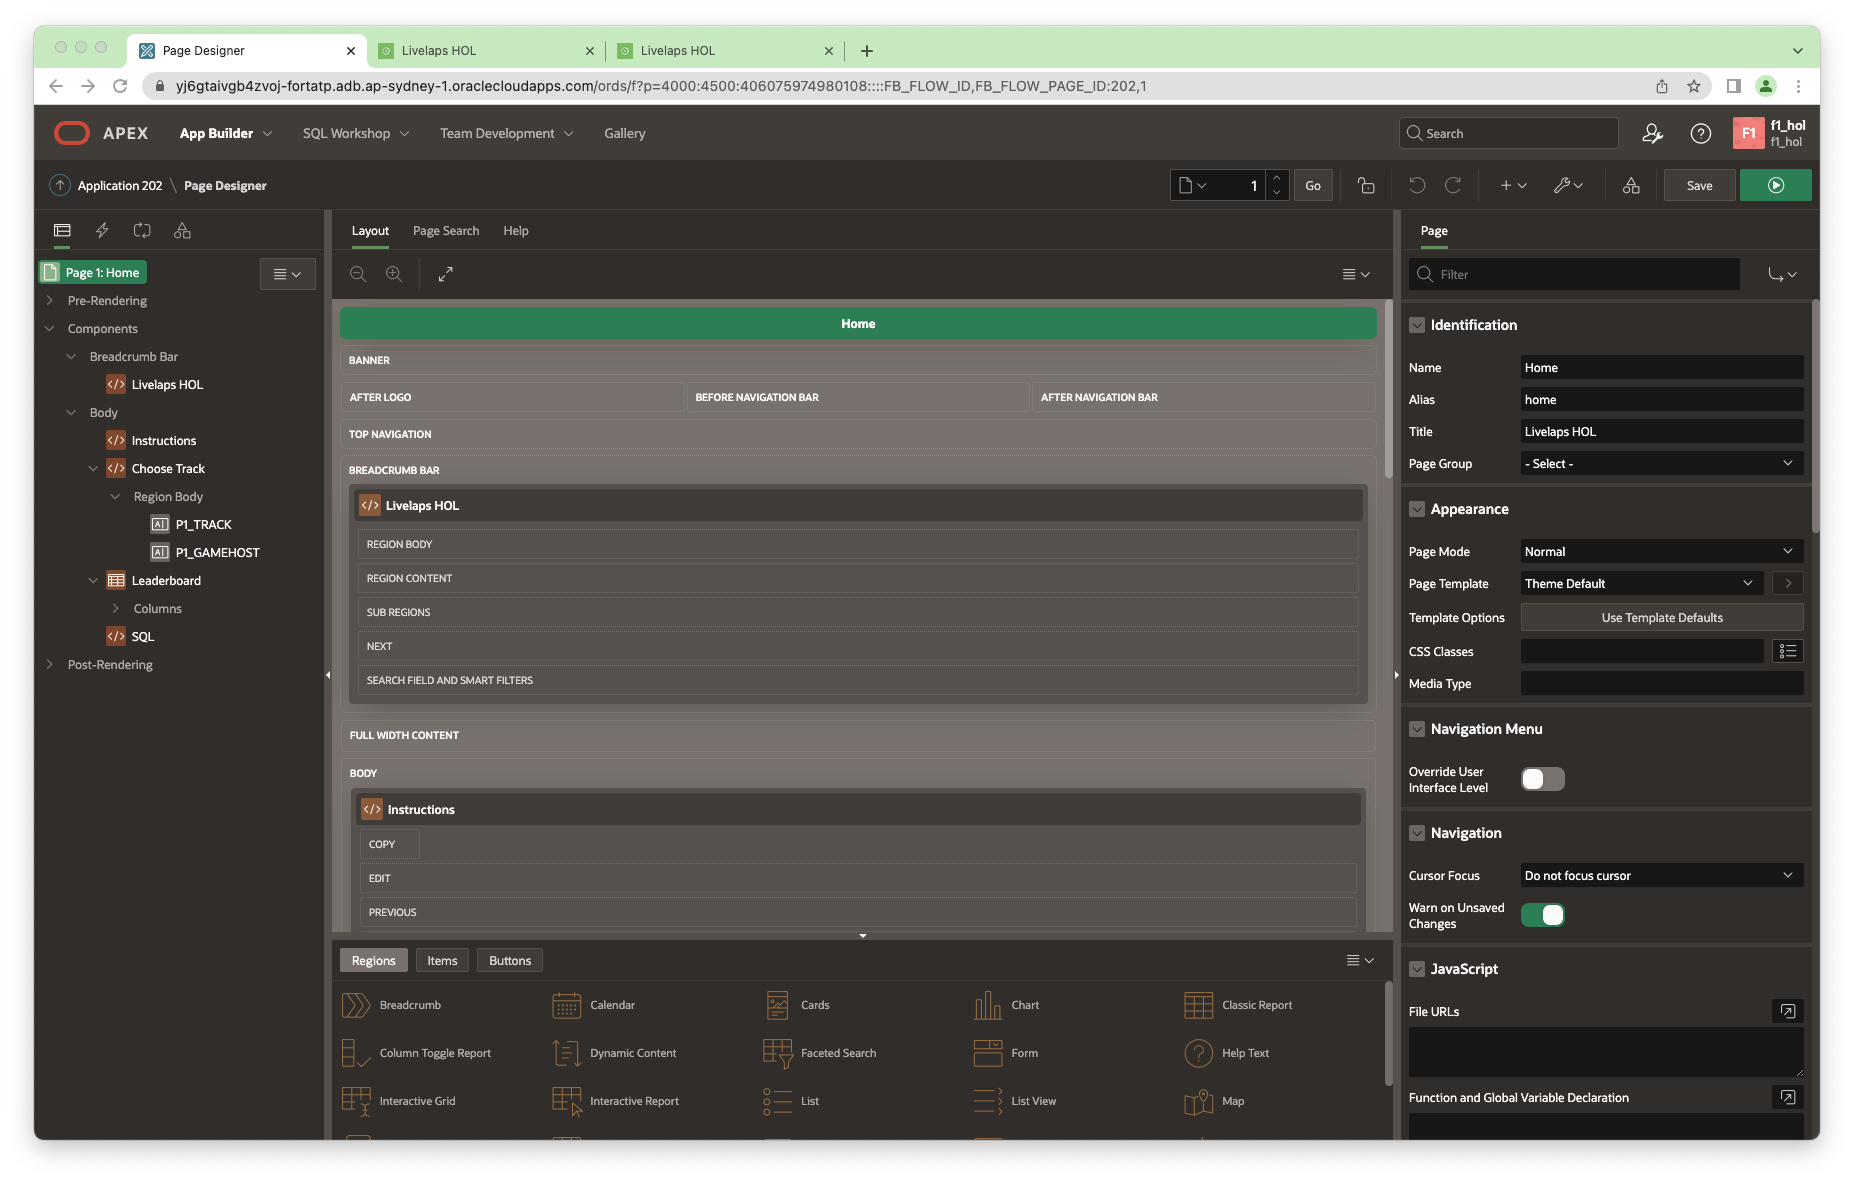 Page Designer
Livelaps HOL
Livelaps HOL
yj6gtaivgb4zvoj-fortatp.adb.ap-sydney-1.oraclecloudapps.com/ords/f?p=4000:4500:406075974980108::::FB_FLOW_ID,FB_FLOW_PAGE_ID:202,1
APEX App Builder SQL Workshop Team Development Gallery Search F1 f1_hol
f1_hol
Application 202 \ Page Designer 1 Go Save
Page 1: Home
Pre-Rendering
Components
Breadcrumb Bar
</> Livelaps HOL
Body
</> Instructions
</> Choose Track
Region Body
A| P1_TRACK
A| P1_GAMEHOST
Leaderboard
Columns
</> SQL
Post-Rendering
Layout Page Search Help
Home
BANNER
AFTER LOGO BEFORE NAVIGATION BAR AFTER NAVIGATION BAR
TOP NAVIGATION
BREADCRUMB BAR
</> Livelaps HOL
REGION BODY
REGION CONTENT
SUB REGIONS
NEXT
SEARCH FIELD AND SMART FILTERS
FULL WIDTH CONTENT
BODY
</> Instructions
COPY
EDIT
PREVIOUS
Regions Items Buttons
Breadcrumb Calendar Cards Chart Classic Report
Column Toggle Report Dynamic Content Faceted Search Form Help Text
Interactive Grid Interactive Report List List View Map
Page
Filter
Identification
Name Home
Alias home
Title Livelaps HOL
Page Group - Select -
Appearance
Page Mode Normal
Page Template Theme Default
Template Options Use Template Defaults
CSS Classes
Media Type
Navigation Menu
Override User
Interface Level
Navigation
Cursor Focus Do not focus cursor
Warn on Unsaved
Changes
JavaScript
File URLs
Function and Global Variable Declaration